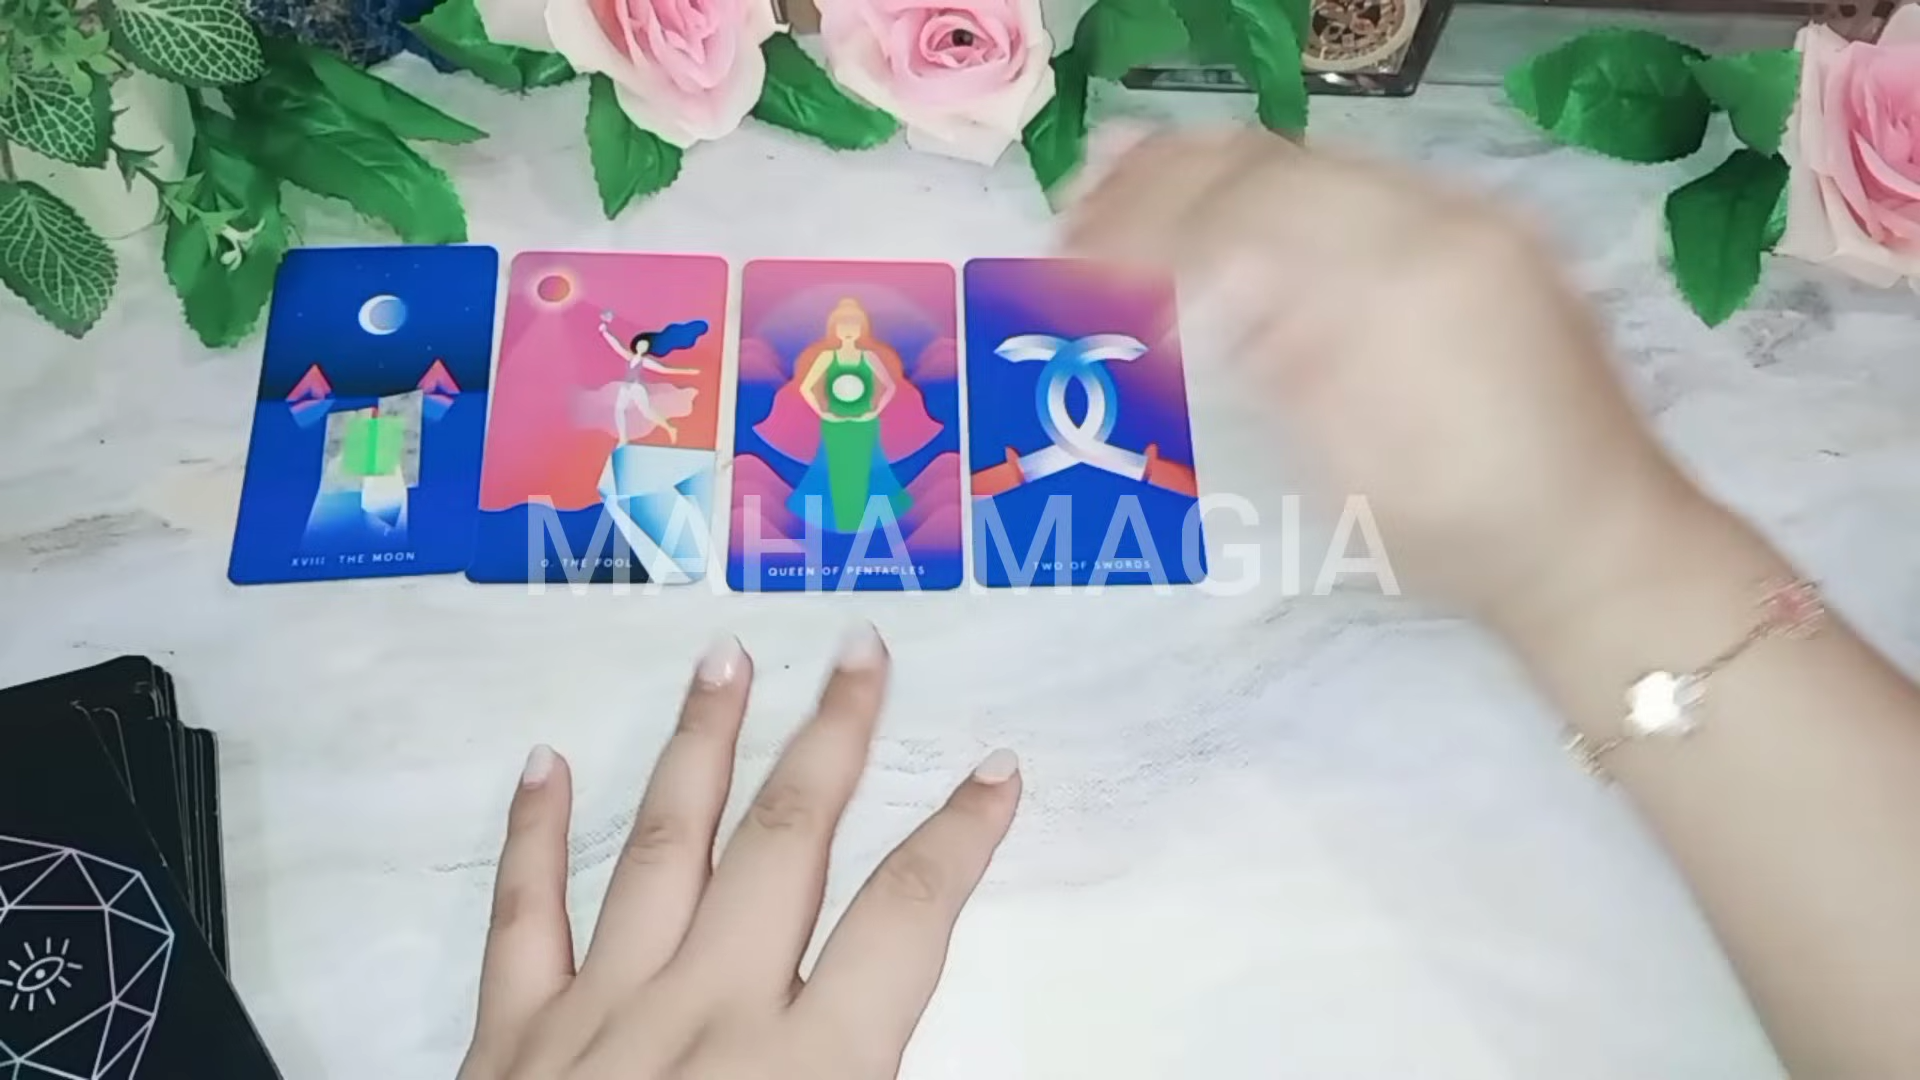 XVIII. THE MOON
0. THE FOOL
QUEEN OF PENTACLES
TWO OF SWORDS
MAHA MAGIA